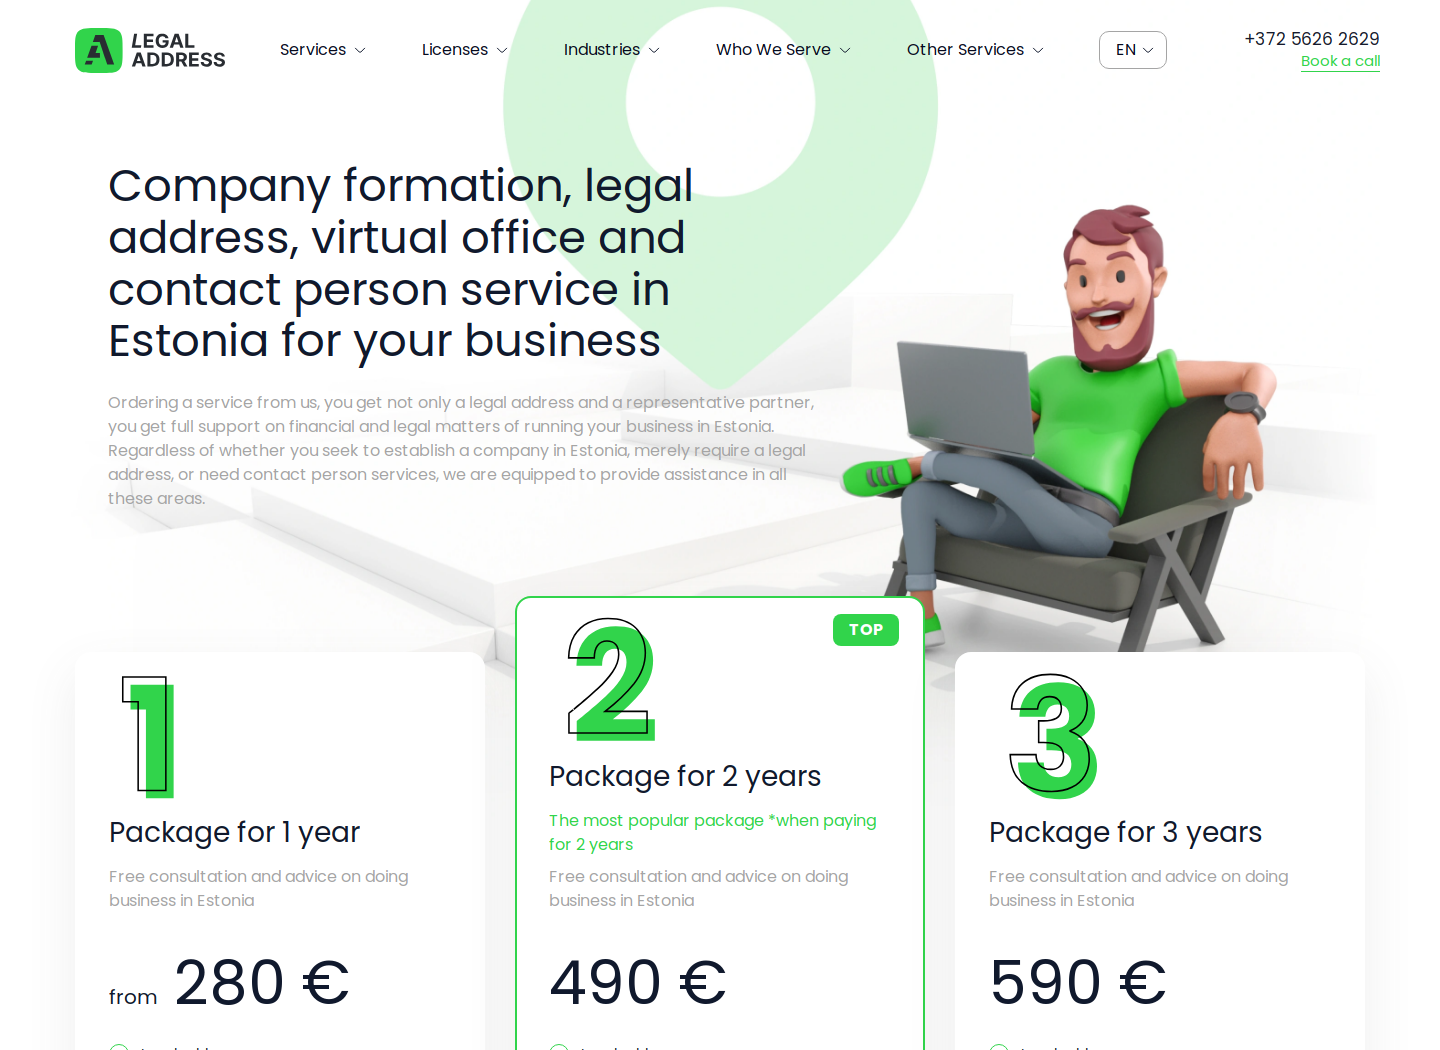 LEGAL
ADDRESS
Services
Licenses
Industries
Who We Serve
Other Services
EN
+372 5626 2629
Book a call
Company formation, legal
address, virtual office and
contact person service in
Estonia for your business
Ordering a service from us, you get not only a legal address and a representative partner,
you get full support on financial and legal matters of running your business in Estonia.
Regardless of whether you seek to establish a company in Estonia, merely require a legal
address, or need contact person services, we are equipped to provide assistance in all
these areas.
1
Package for 1 year
Free consultation and advice on doing
business in Estonia
from 280 €
2
TOP
Package for 2 years
The most popular package *when paying
for 2 years
Free consultation and advice on doing
business in Estonia
490 €
3
Package for 3 years
Free consultation and advice on doing
business in Estonia
590 €